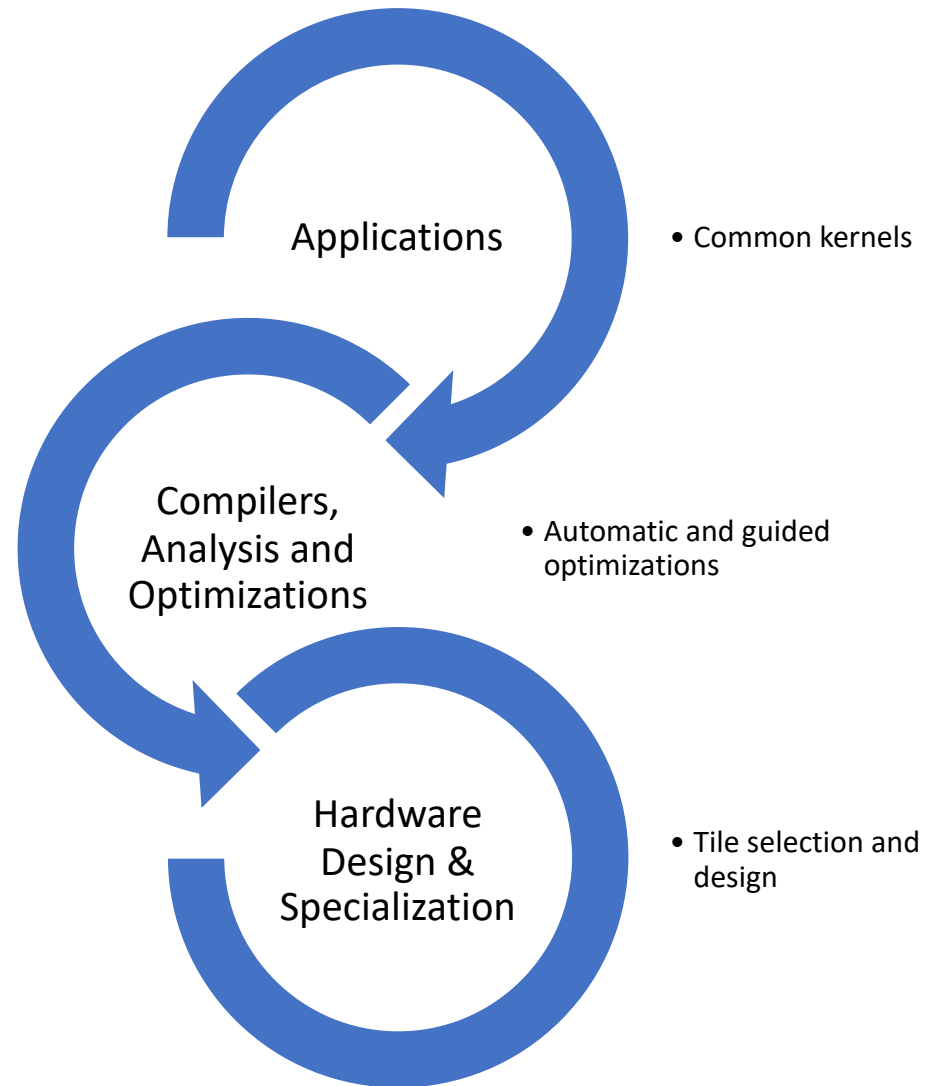 Applications
• Common kernels
Compilers,
Analysis and
Optimizations
• Automatic and guided
optimizations
Hardware
Design &
Specialization
• Tile selection and
design